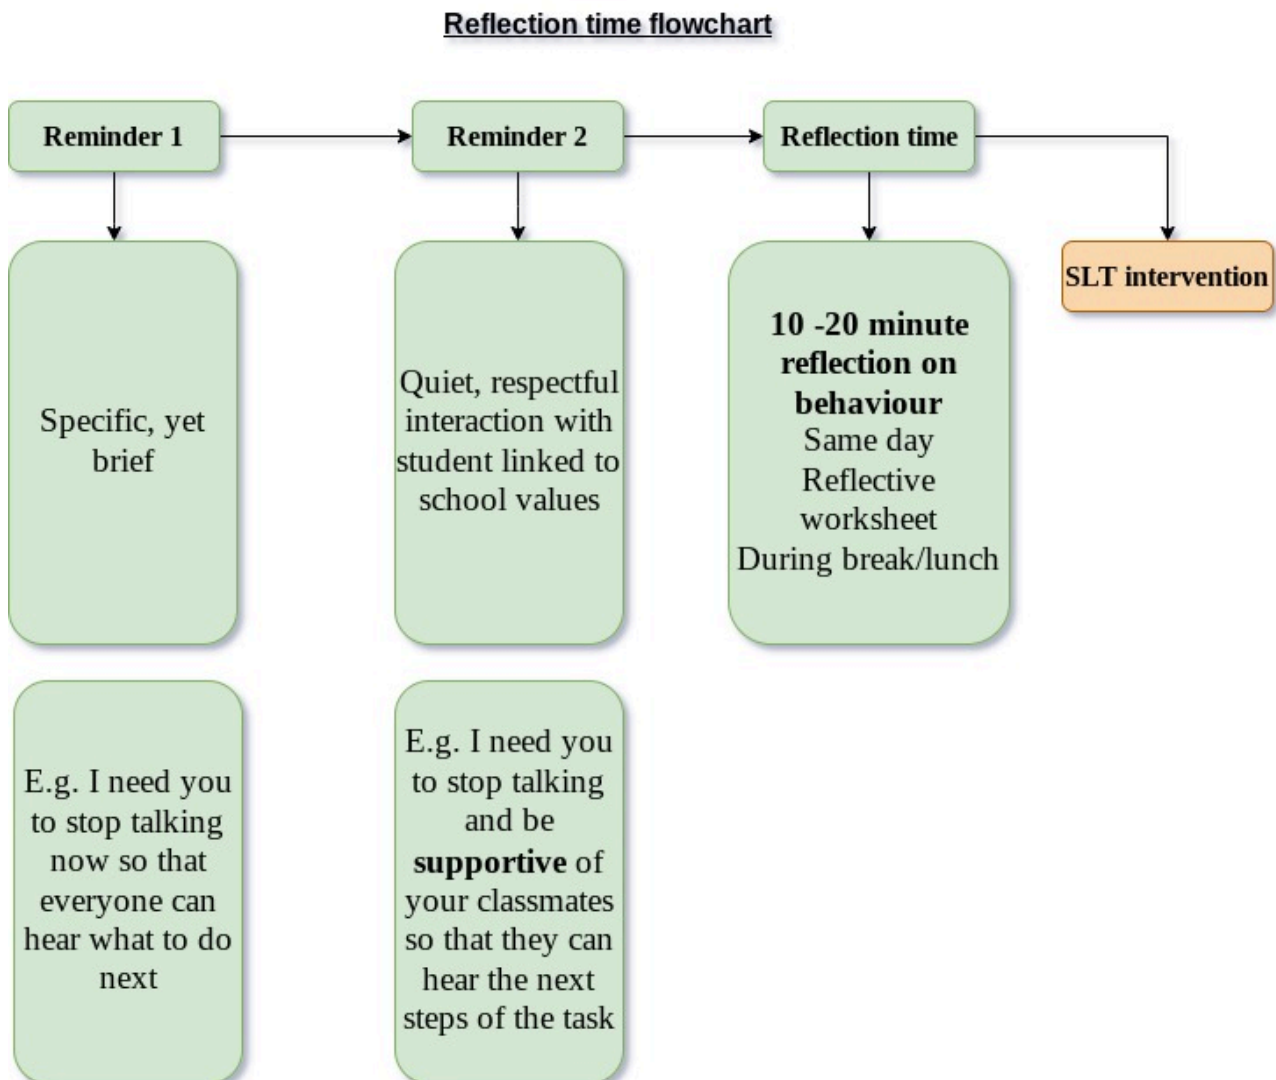 Reflection time flowchart
Reminder 1
Reminder 2
Reflection time
SLT intervention
Specific, yet
brief
Quiet, respectful
interaction with
student linked to
school values
10 -20 minute
reflection on
behaviour
Same day
Reflective
worksheet
During break/lunch
E.g. I need you
to stop talking
now so that
everyone can
hear what to do
next
E.g. I need you
to stop talking
and be
supportive of
your classmates
so that they can
hear the next
steps of the task